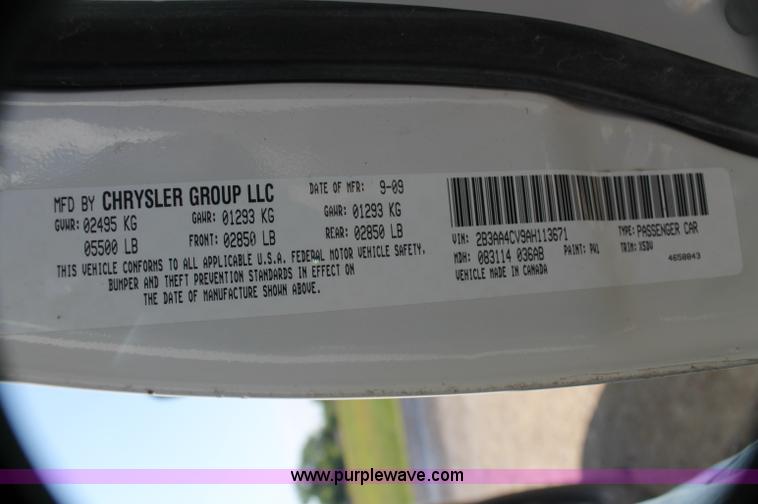 MFD BY CHRYSLER GROUP LLC DATE OF MFR: 9-09
GVWR: 02495 KG GAWR: 01293 KG GAWR: 01293 KG
05500 LB FRONT: 02850 LB REAR: 02850 LB
THIS VEHICLE CONFORMS TO ALL APPLICABLE U.S.A. FEDERAL MOTOR VEHICLE SAFETY,
BUMPER AND THEFT PREVENTION STANDARDS IN EFFECT ON
THE DATE OF MANUFACTURE SHOWN ABOVE.
VIN: 2B3AA4CV9AH113671 TYPE: PASSENGER CAR
MDH: 083114 036AB PAINT: PW1 TRIM: XSDV
VEHICLE MADE IN CANADA 4658843
www.purplewave.com